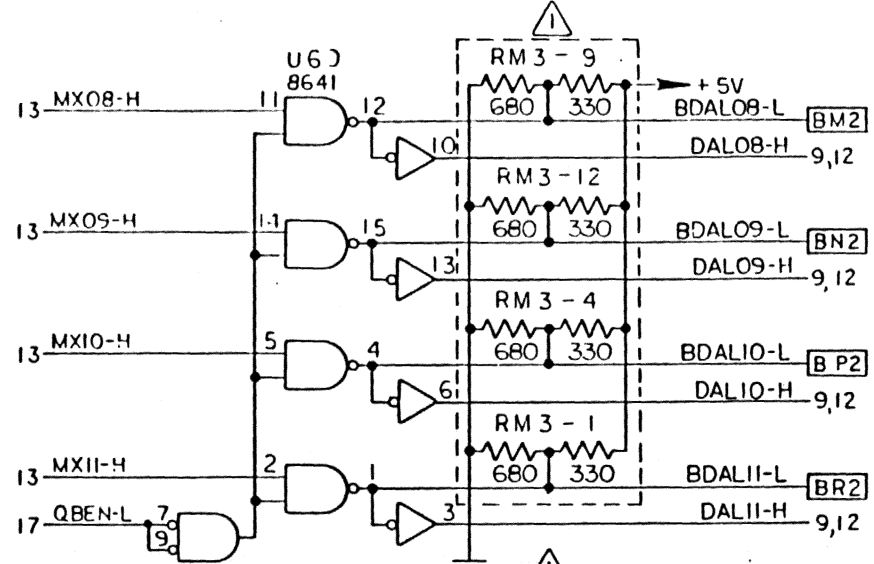 1
RM3-9
U60
8641
+5V
13 MX08-H 11 12 680 330 BDAL08-L BM2
10 DAL08-H 9,12
RM3-12
13 MX09-H 14 15 680 330 BDAL09-L BN2
13 DAL09-H 9,12
RM3-4
13 MX10-H 5 4 680 330 BDAL10-L BP2
6 DAL10-H 9,12
RM3-1
13 MX11-H 2 1 680 330 BDAL11-L BR2
17 QBEN-L 7 3 DAL11-H 9,12
9